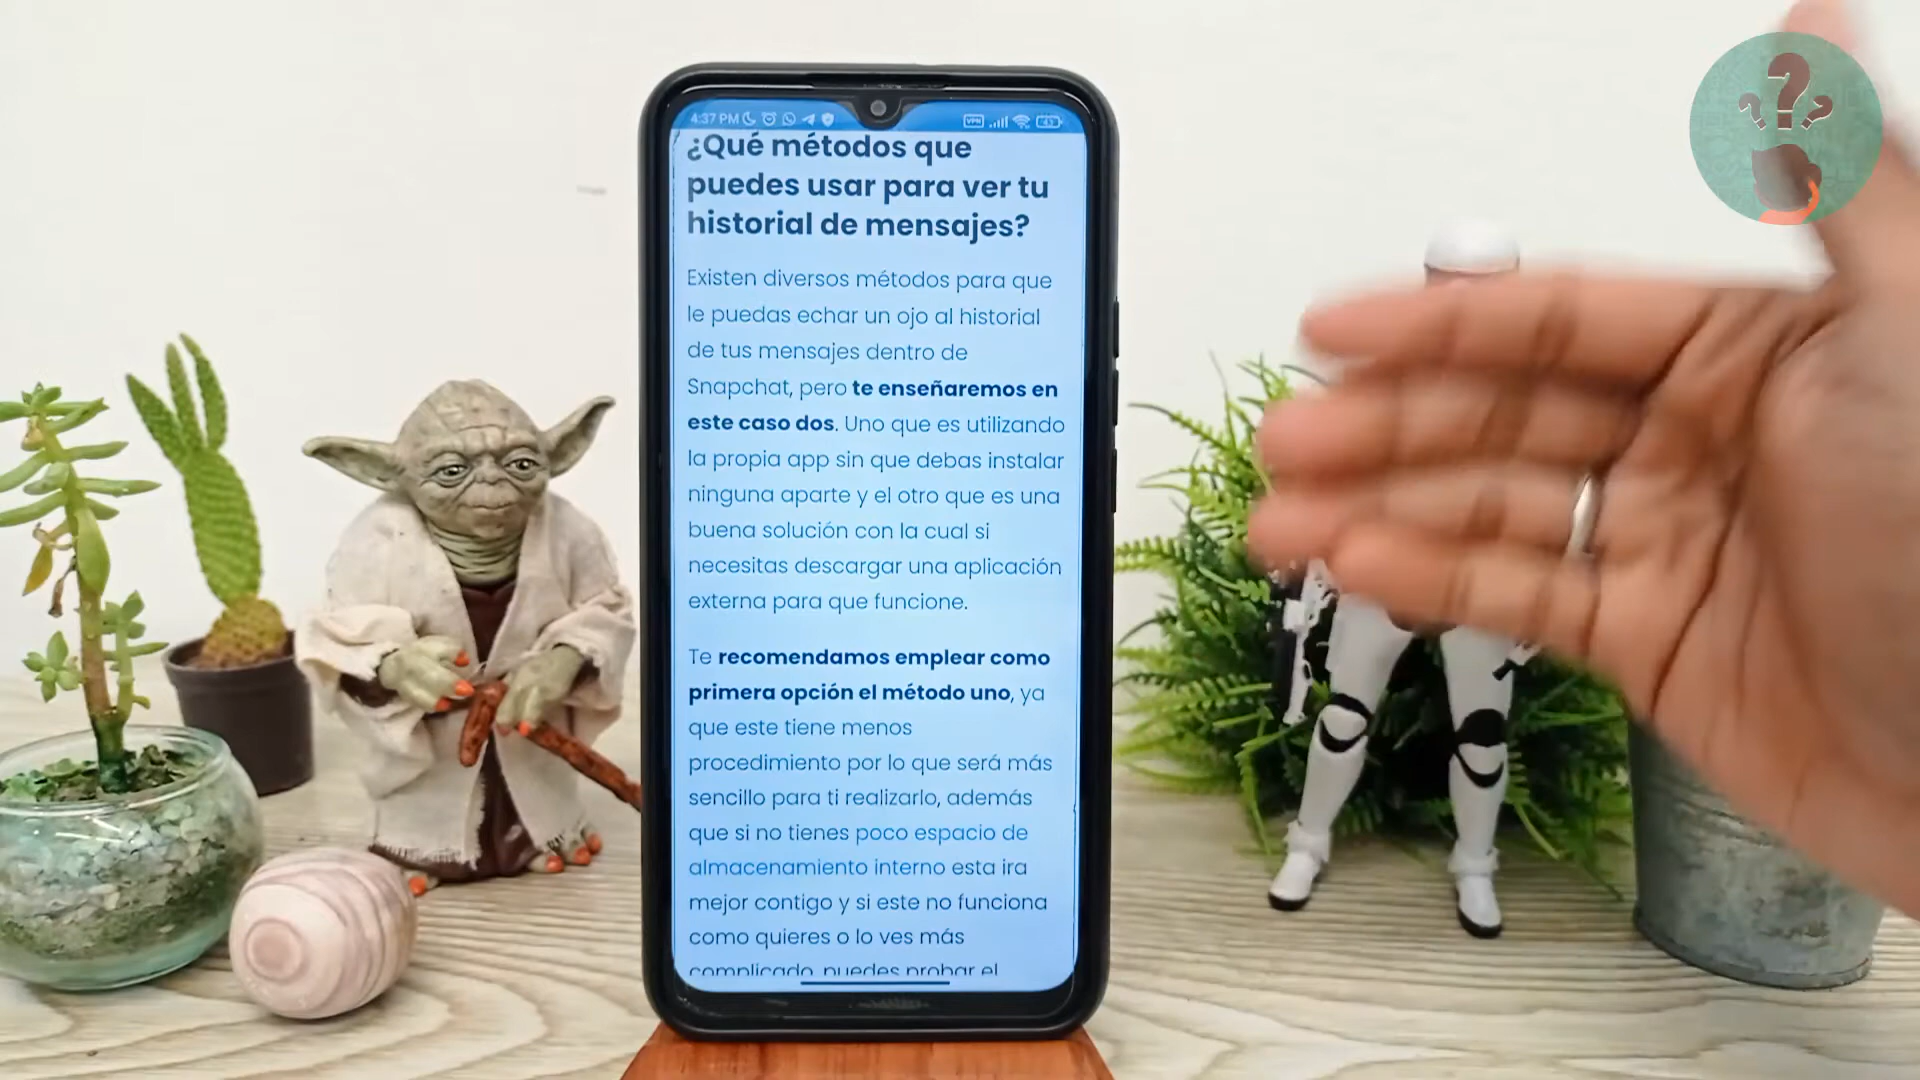 4:37 PM
VPN
43
¿Qué métodos que
puedes usar para ver tu
historial de mensajes?
Existen diversos métodos para que
le puedas echar un ojo al historial
de tus mensajes dentro de
Snapchat, pero te enseñaremos en
este caso dos. Uno que es utilizando
la propia app sin que debas instalar
ninguna aparte y el otro que es una
buena solución con la cual si
necesitas descargar una aplicación
externa para que funcione.
Te recomendamos emplear como
primera opción el método uno, ya
que este tiene menos
procedimiento por lo que será más
sencillo para ti realizarlo, además
que si no tienes poco espacio de
almacenamiento interno esta ira
mejor contigo y si este no funciona
como quieres o lo ves más
complicado, puedes probar el